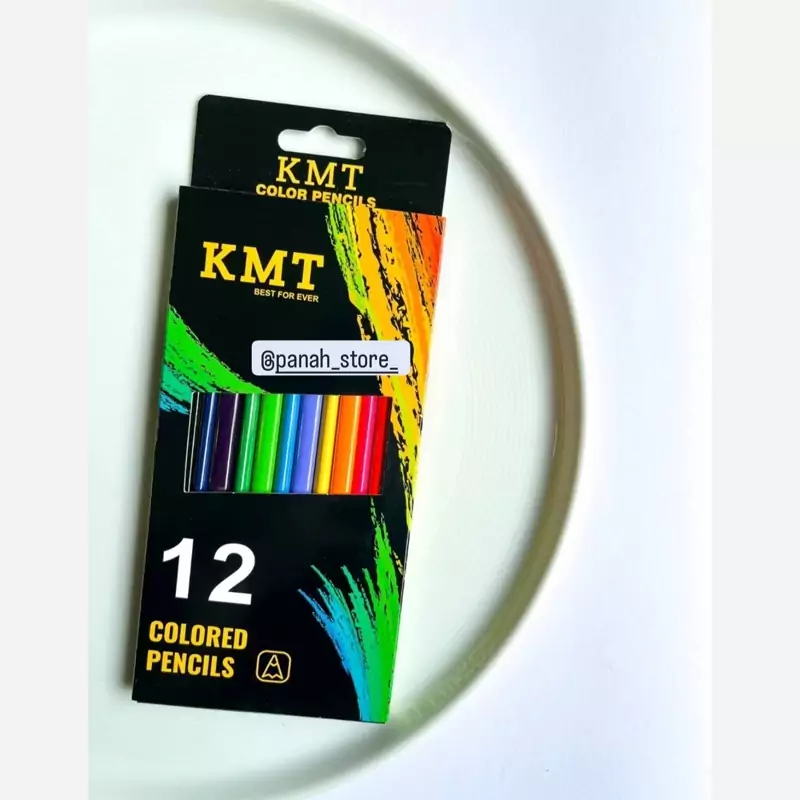 KMT
COLOR PENCILS
KMT
BEST FOR EVER
@panah_store_
12
COLORED
PENCILS